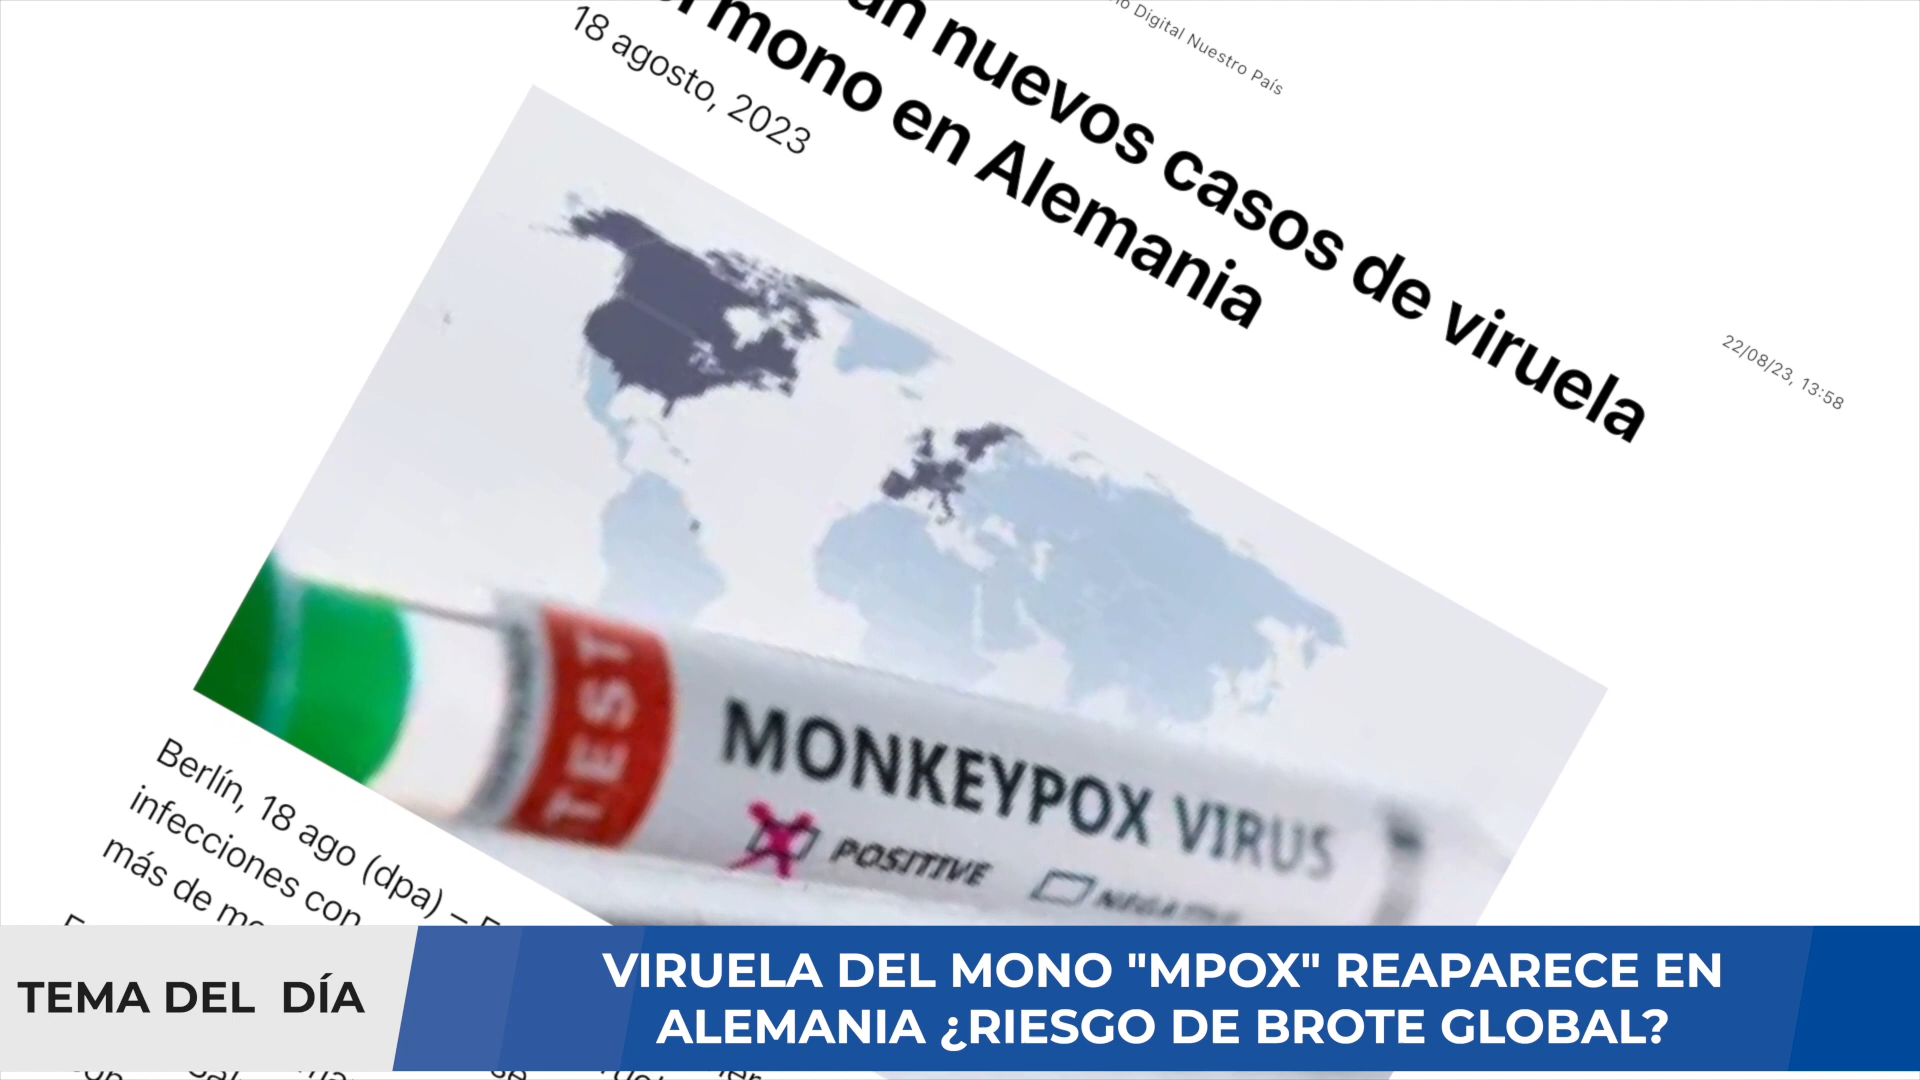 Digital Nuestro País
nuevos casos de viruela
mono en Alemania
18 agosto, 2023
22/08/23, 13:58
TEST
MONKEYPOX VIRUS
POSITIVE
NEGATIVE
Berlín, 18 ago (dpa) –
infecciones con
más de
TEMA DEL DÍA
VIRUELA DEL MONO "MPOX" REAPARECE EN
ALEMANIA ¿RIESGO DE BROTE GLOBAL?